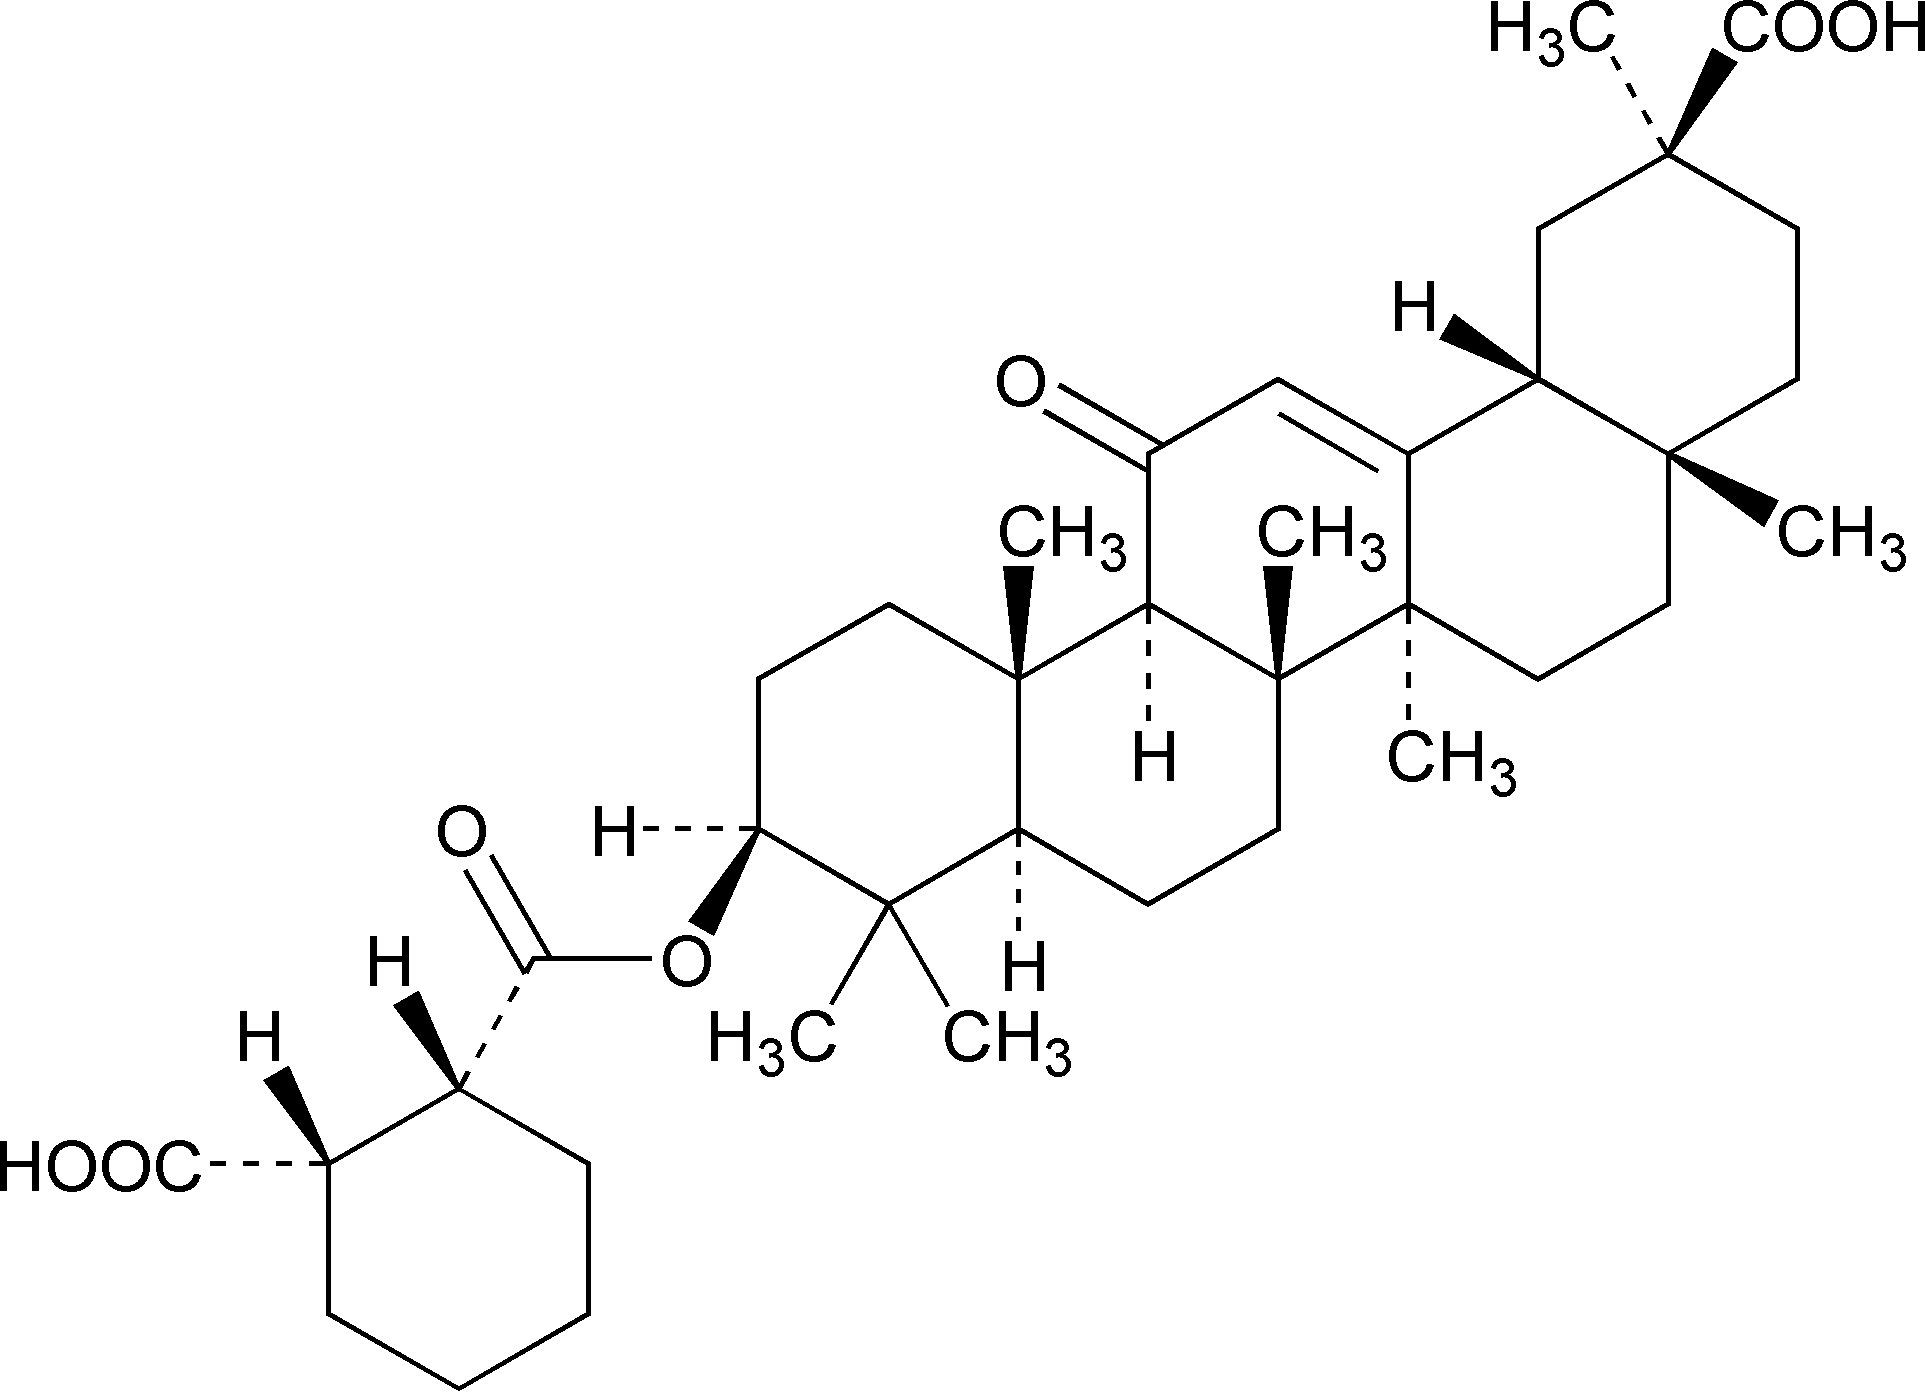 H₃C COOH
H
O
CH₃ CH₃ CH₃
H CH₃
O H
O
H H
H H₃C CH₃
HOOC